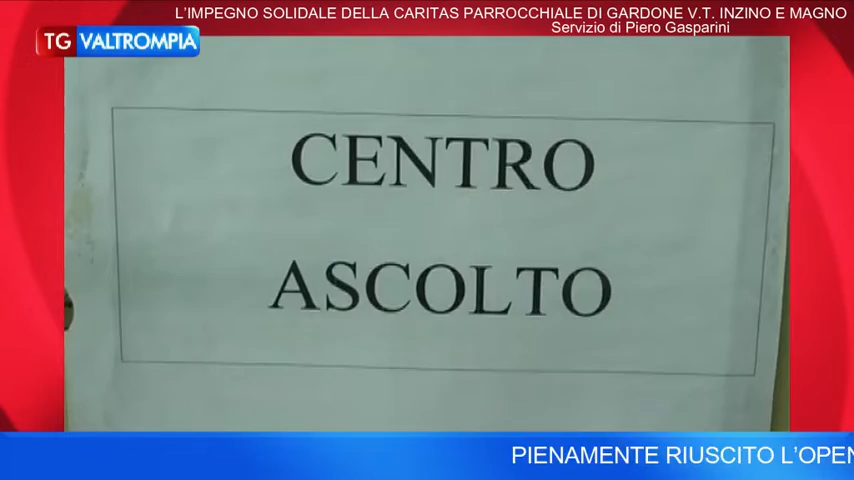 L'IMPEGNO SOLIDALE DELLA CARITAS PARROCCHIALE DI GARDONE V.T. INZINO E MAGNO
Servizio di Piero Gasparini
TG VALTROMPIA
CENTRO
ASCOLTO
PIENAMENTE RIUSCITO L'OPEN